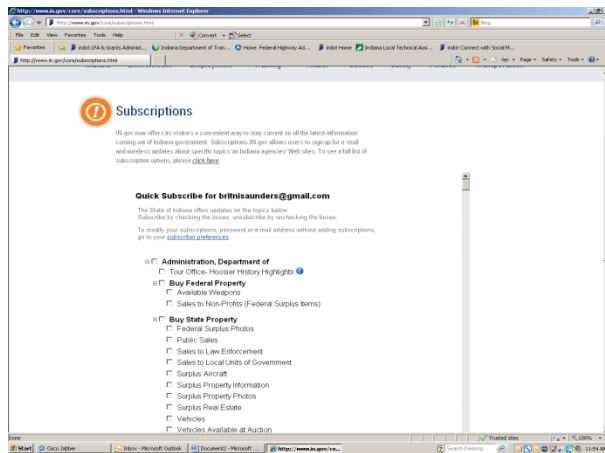 http://www.in.gov/core/subscriptions.html - Windows Internet Explorer
http://www.in.gov/core/subscriptions.html
Bing
File Edit View Favorites Tools Help
Convert Select
Favorites
Indot LPA & Grants Administ...
Indiana Department of Tran...
Home Federal Highway Ad...
Indot Home
Indiana Local Technical Assi...
Indot Connect with Social M...
http://www.in.gov/core/subscriptions.html
Page Safety Tools
Subscriptions
IN.gov now offers its visitors a convenient way to stay current on all the latest information
coming out of Indiana government. Subscriptions.IN.gov allows users to sign up for e-mail
and wireless updates about specific topics on Indiana agencies' Web sites. To see a full list of
subscription options, please click here.
Quick Subscribe for britnisaunders@gmail.com
The State of Indiana offers updates on the topics below.
Subscribe by checking the boxes; unsubscribe by unchecking the boxes.
To modify your subscriptions, password or e-mail address without adding subscriptions,
go to your subscriber preferences.
Administration, Department of
Tour Office- Hoosier History Highlights
Buy Federal Property
Available Weapons
Sales to Non-Profits (Federal Surplus Items)
Buy State Property
Federal Surplus Photos
Public Sales
Sales to Law Enforcement
Sales to Local Units of Government
Surplus Aircraft
Surplus Property Information
Surplus Property Photos
Surplus Real Estate
Vehicles
Vehicles Available at Auction
Done
Trusted sites
100%
Start
Cisco Jabber
Inbox - Microsoft Outlook
Document2 - Microsoft ...
http://www.in.gov/co...
Search Desktop
11:54 A